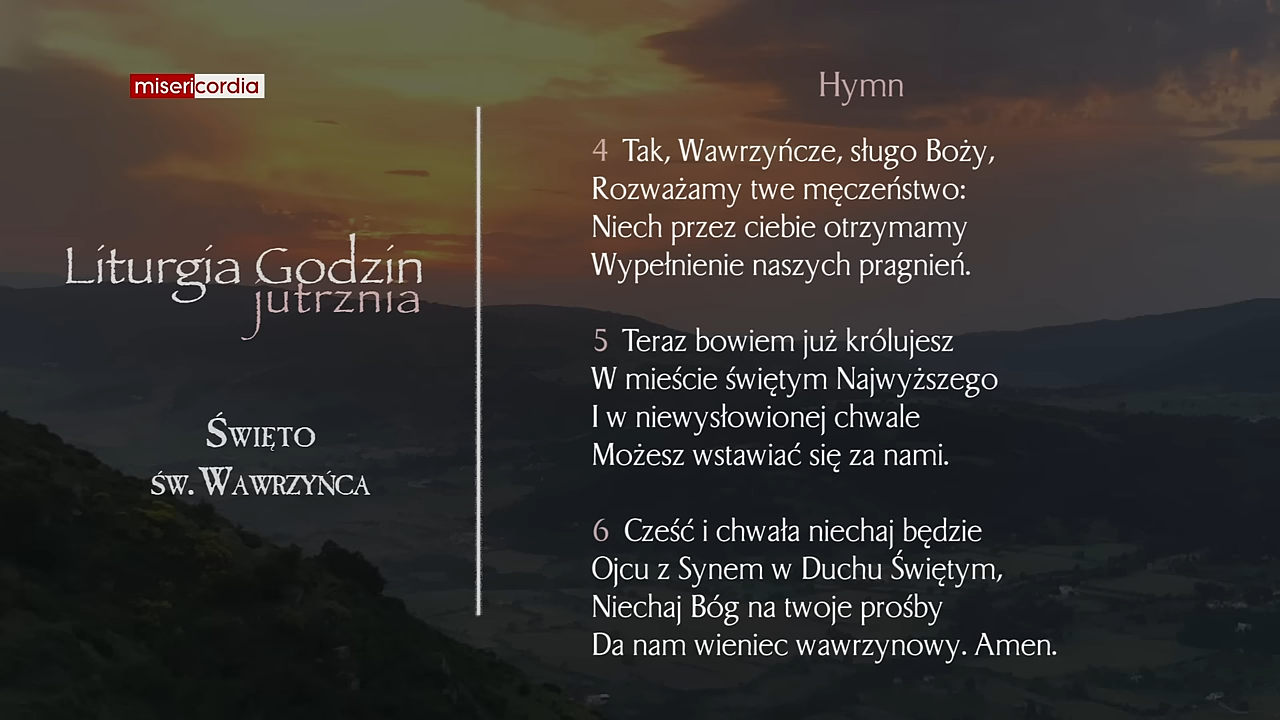 misericordia
Liturgia Godzin
jutrznia
Święto
św. Wawrzyńca
Hymn
4 Tak, Wawrzyńcze, sługo Boży,
Rozważamy twe męczeństwo:
Niech przez ciebie otrzymamy
Wypełnienie naszych pragnień.
5 Teraz bowiem już królujesz
W mieście świętym Najwyższego
I w niewysłowionej chwale
Możesz wstawiać się za nami.
6 Cześć i chwała niechaj będzie
Ojcu z Synem w Duchu Świętym,
Niechaj Bóg na twoje prośby
Da nam wieniec wawrzynowy. Amen.